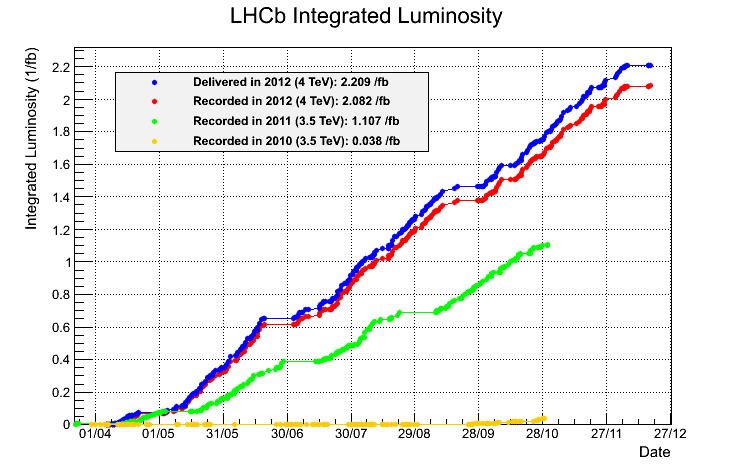 LHCb Integrated Luminosity
Integrated Luminosity (1/fb)
Delivered in 2012 (4 TeV): 2.209 /fb
Recorded in 2012 (4 TeV): 2.082 /fb
Recorded in 2011 (3.5 TeV): 1.107 /fb
Recorded in 2010 (3.5 TeV): 0.038 /fb
2.2
2
1.8
1.6
1.4
1.2
1
0.8
0.6
0.4
0.2
0
01/04 01/05 31/05 30/06 30/07 29/08 28/09 28/10 27/11 27/12
Date